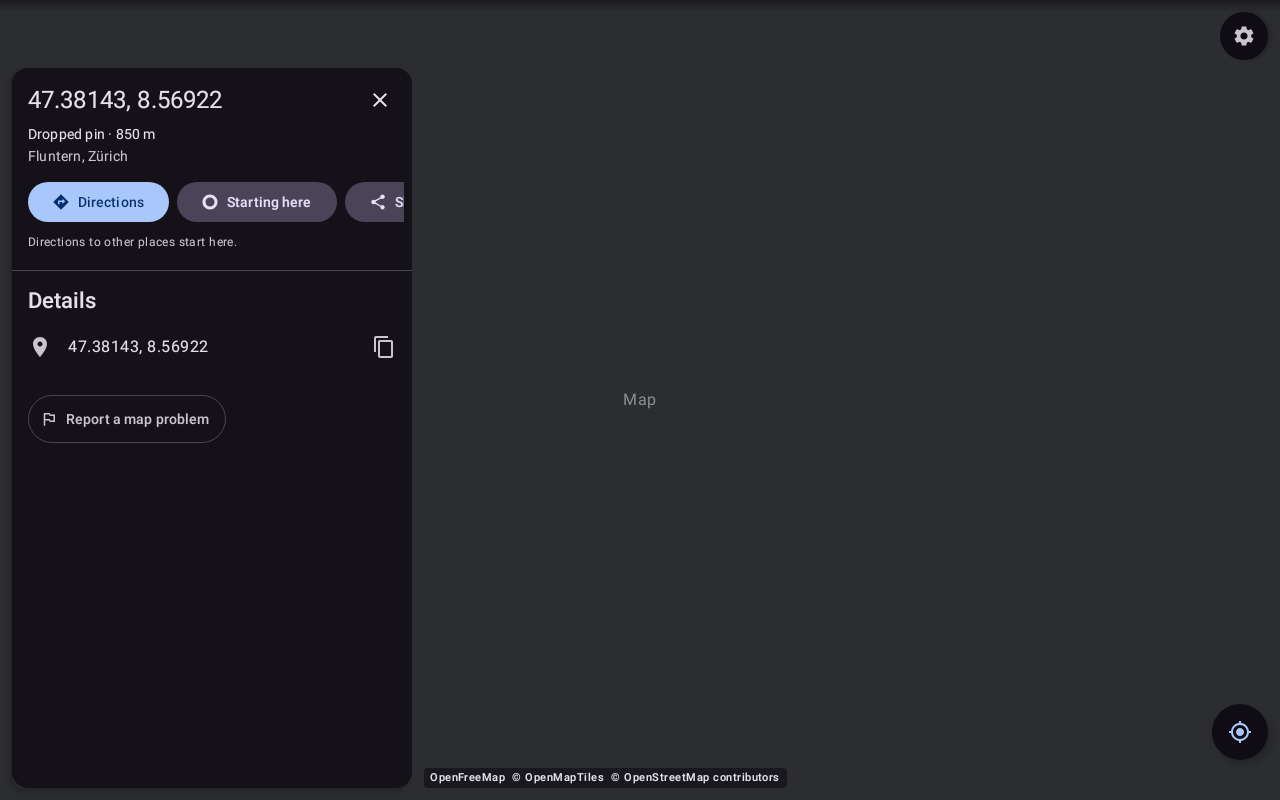 47.38143, 8.56922
Dropped pin · 850 m
Fluntern, Zürich
Directions
Starting here
Directions to other places start here.
Details
47.38143, 8.56922
Report a map problem
Map
OpenFreeMap © OpenMapTiles © OpenStreetMap contributors